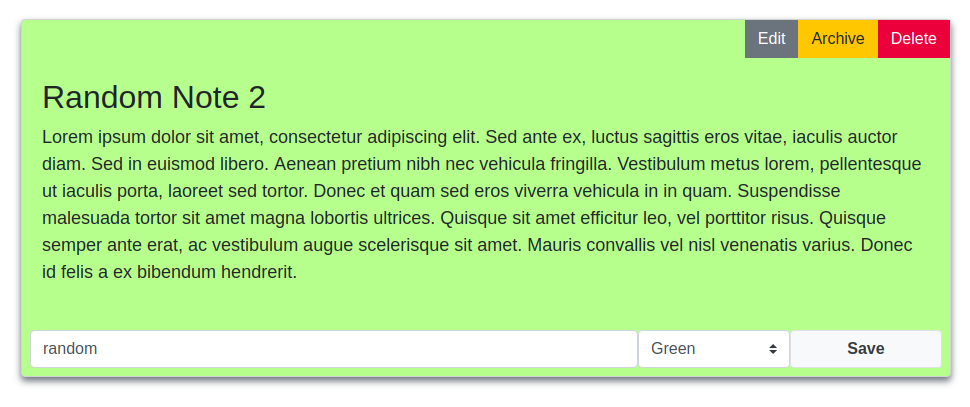 Edit Archive Delete
Random Note 2
Lorem ipsum dolor sit amet, consectetur adipiscing elit. Sed ante ex, luctus sagittis eros vitae, iaculis auctor
diam. Sed in euismod libero. Aenean pretium nibh nec vehicula fringilla. Vestibulum metus lorem, pellentesque
ut iaculis porta, laoreet sed tortor. Donec et quam sed eros viverra vehicula in in quam. Suspendisse
malesuada tortor sit amet magna lobortis ultrices. Quisque sit amet efficitur leo, vel porttitor risus. Quisque
semper ante erat, ac vestibulum augue scelerisque sit amet. Mauris convallis vel nisl venenatis varius. Donec
id felis a ex bibendum hendrerit.
random Green Save